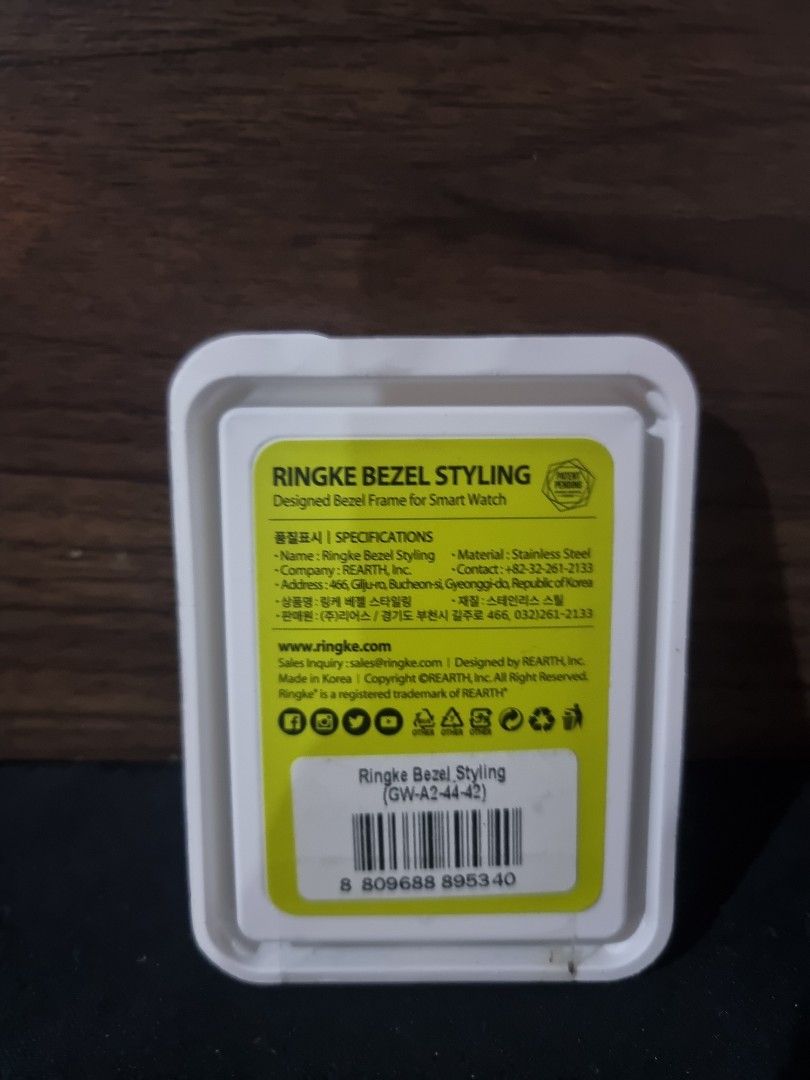 RINGKE BEZEL STYLING
PATENT PENDING
Designed Bezel Frame for Smart Watch
품질표시 | SPECIFICATIONS
· Name : Ringke Bezel Styling · Material : Stainless Steel
· Company : REARTH, Inc. · Contact : +82-32-261-2133
· Address : 466, Gilju-ro, Bucheon-si, Gyeonggi-do, Republic of Korea
· 상품명 : 링케 베젤 스타일링 · 재질 : 스테인리스 스틸
· 판매원 : (주)리어스 / 경기도 부천시 길주로 466, 032)261-2133
www.ringke.com
Sales Inquiry : sales@ringke.com | Designed by REARTH, Inc.
Made in Korea | Copyright ©REARTH, Inc. All Right Reserved.
Ringke® is a registered trademark of REARTH®
OTHER OTHER OTHER
Ringke Bezel Styling
(GW-A2-44-42)
8 809688 895340